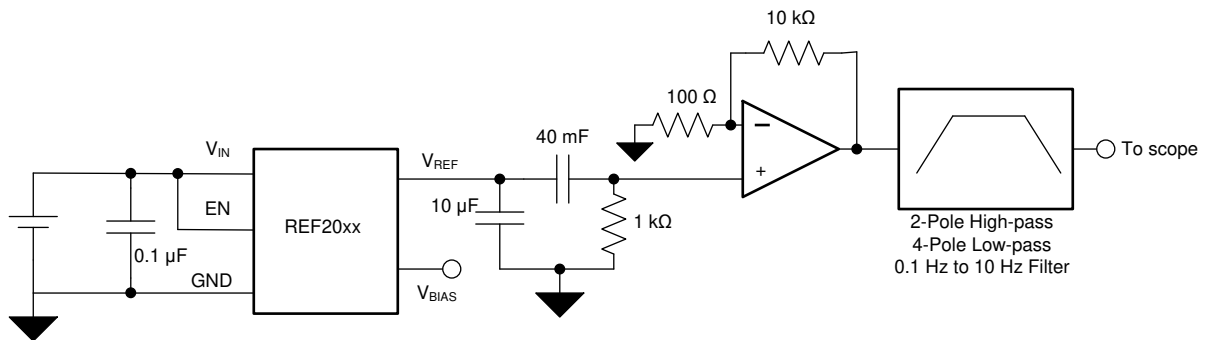 10 kΩ
100 Ω
40 mF
V_IN
V_REF
To scope
EN
REF20xx
10 µF
1 kΩ
0.1 µF
GND
V_BIAS
2-Pole High-pass
4-Pole Low-pass
0.1 Hz to 10 Hz Filter
−
+